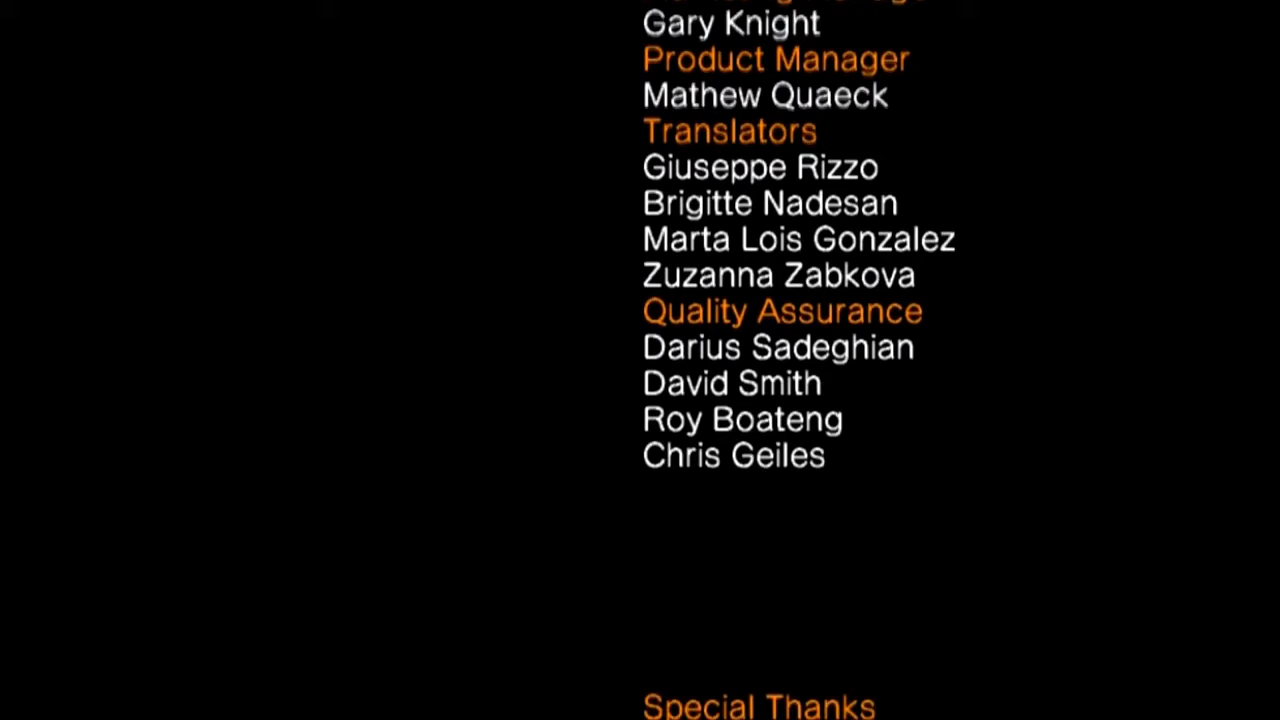 Gary Knight
Product Manager
Mathew Quaeck
Translators
Giuseppe Rizzo
Brigitte Nadesan
Marta Lois Gonzalez
Zuzanna Zabkova
Quality Assurance
Darius Sadeghian
David Smith
Roy Boateng
Chris Geiles
Special Thanks